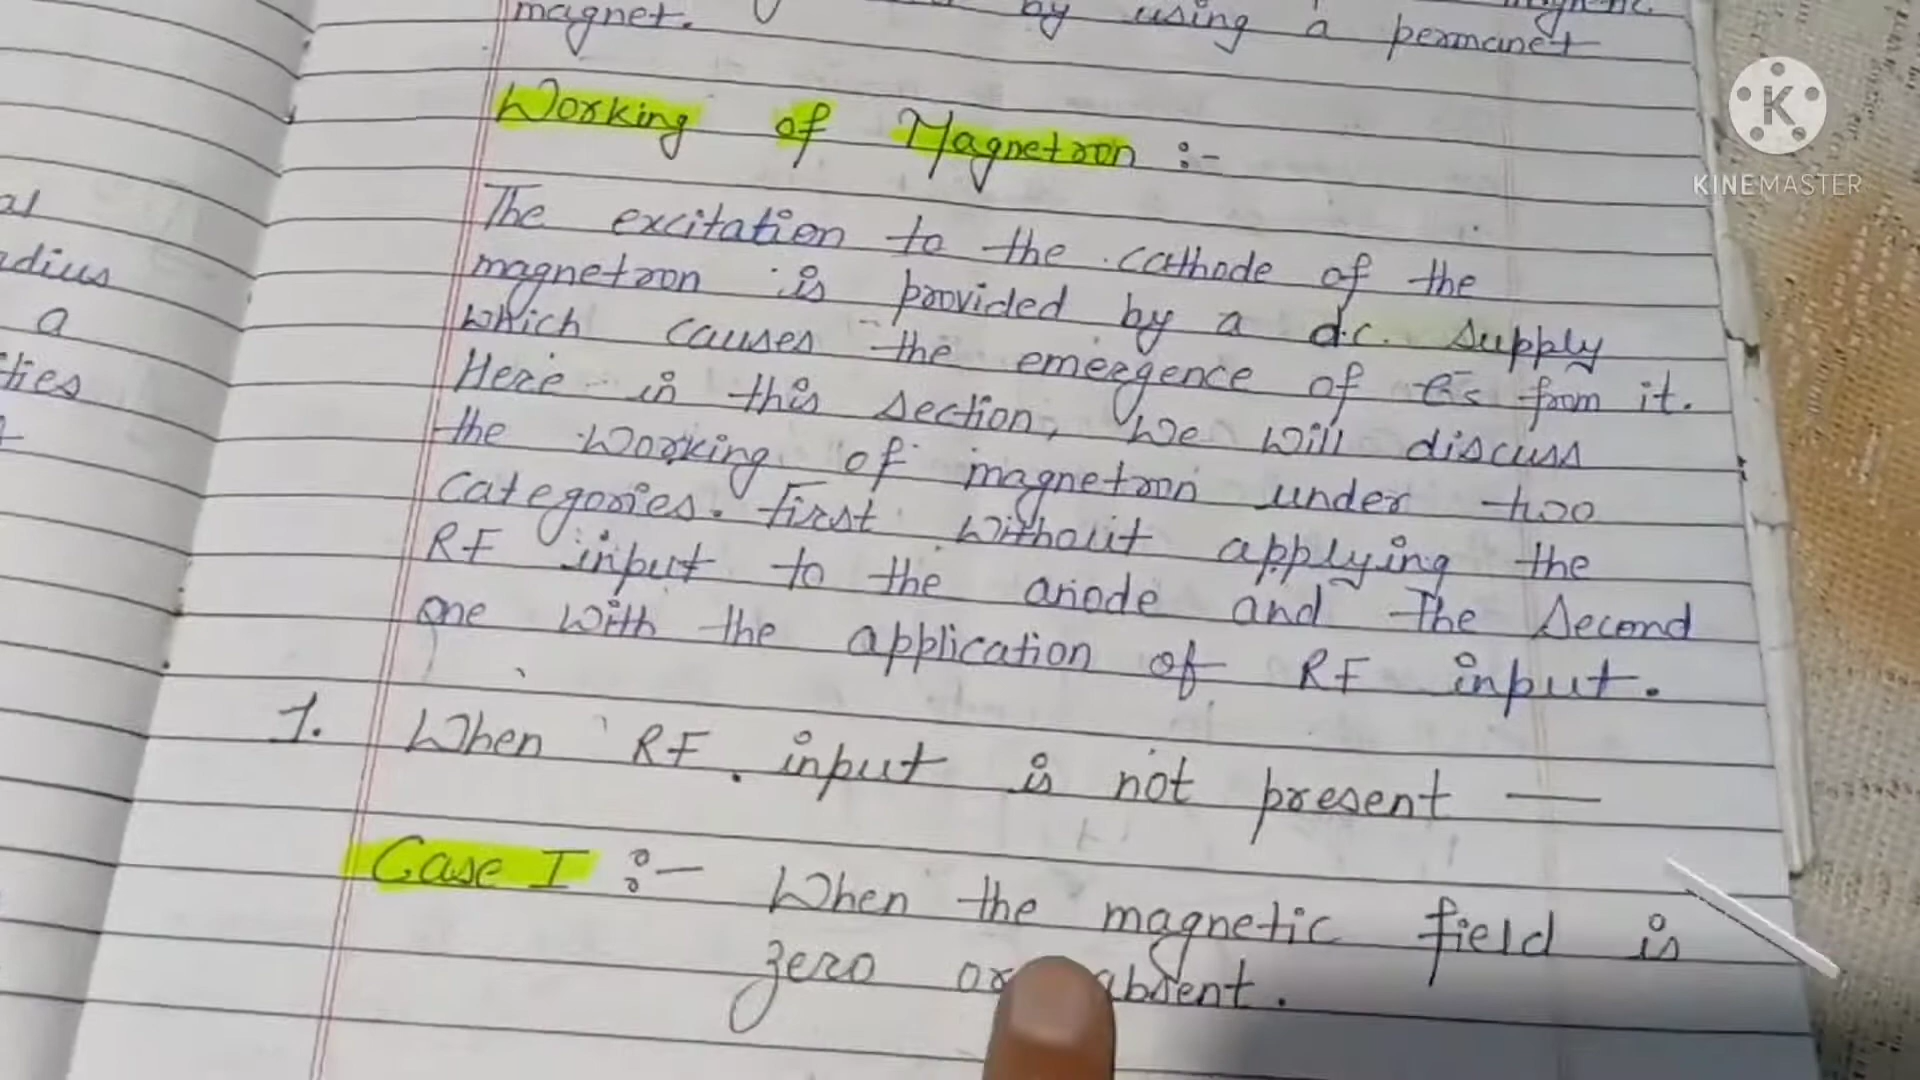 magnet. by using a permanet
Working of Magnetron :-
The excitation to the cathode of the
magnetron is provided by a d.c. supply
which causes the emergence of e⁻s from it.
Here in this section, we will discuss
the working of magnetron under two
categories. First without applying the
RF input to the anode and The second
one with the application of RF input.
1. When RF input is not present —
Case I :- When the magnetic field is
zero or absent.
adius
a
ties
KINEMASTER